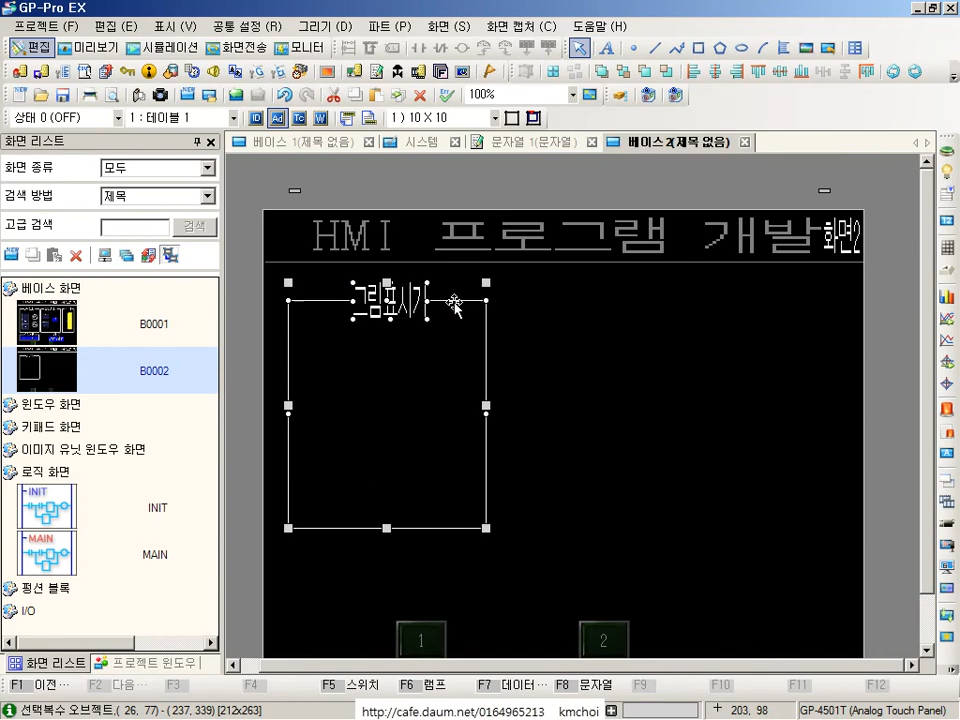 GP-Pro EX
프로젝트 (F) 편집 (E) 표시 (V) 공통 설정 (R) 그리기 (D) 파트 (P) 화면 (S) 화면 캡처 (C) 도움말 (H)
편집 미리보기 시뮬레이션 화면전송 모니터
100%
상태 0 (OFF) 1 : 테이블 1 ID Ad Tc W 1 ) 10 X 10
화면 리스트
베이스 1(제목 없음) 시스템 문자열 1(제목 없음) 베이스 2(제목 없음)
화면 종류 모두
검색 방법 제목
고급 검색 검색
HMI 프로그램 개발 화면2
베이스 화면
그림표시기
B0001
B0002
윈도우 화면
키패드 화면
이미지 유닛 윈도우 화면
로직 화면
INIT INIT
MAIN MAIN
펑션 블록
I/O
1 2
화면 리스트 프로젝트 윈도우
F1 이전… F2 다음… F3 F4 F5 스위치 F6 램프 F7 데이터… F8 문자열 F9 F10 F11 F12
선택복수 오브젝트,( 26, 77) - ( 237, 339) [212x263] http://cafe.daum.net/0164965213 kmchoi 203, 98 GP-4501T (Analog Touch Panel)